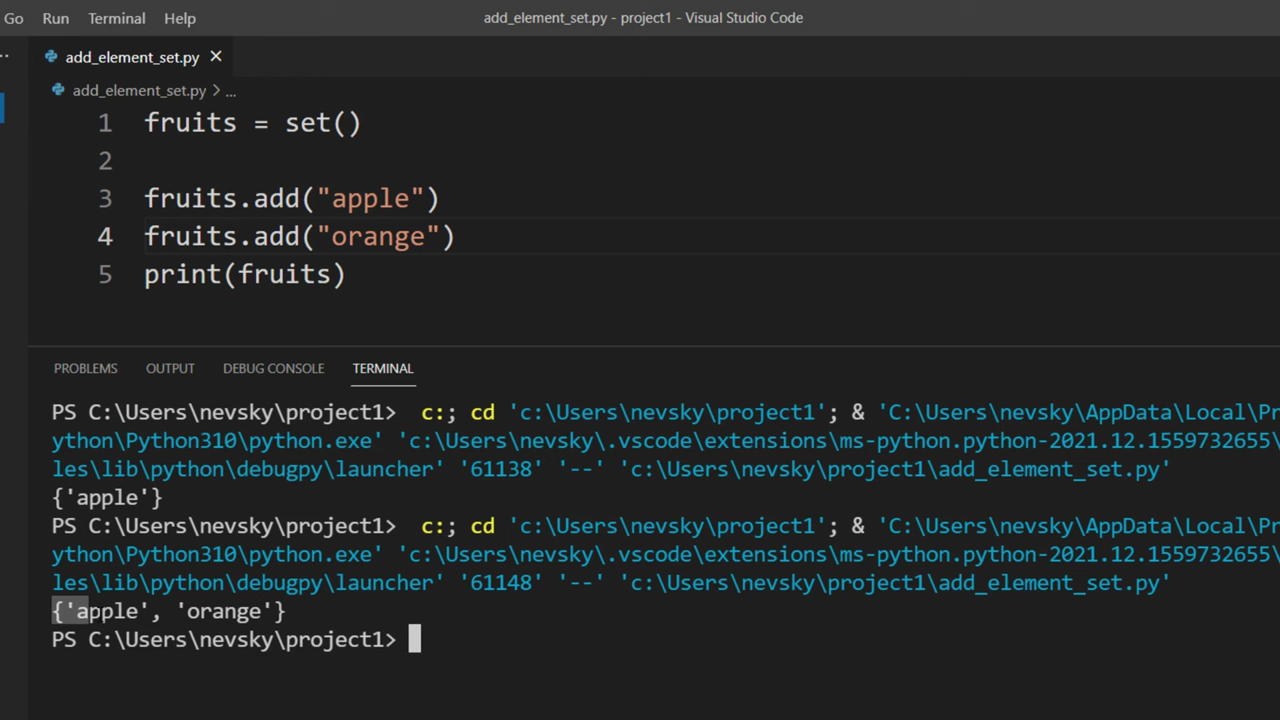 Go Run Terminal Help add_element_set.py - project1 - Visual Studio Code
add_element_set.py ×
add_element_set.py > ...
1 fruits = set()
2
3 fruits.add("apple")
4 fruits.add("orange")
5 print(fruits)
PROBLEMS OUTPUT DEBUG CONSOLE TERMINAL
PS C:\Users\nevsky\project1> c:; cd 'c:\Users\nevsky\project1'; & 'C:\Users\nevsky\AppData\Local\Pr
ython\Python310\python.exe' 'c:\Users\nevsky\.vscode\extensions\ms-python.python-2021.12.1559732655\
les\lib\python\debugpy\launcher' '61138' '--' 'c:\Users\nevsky\project1\add_element_set.py'
{'apple'}
PS C:\Users\nevsky\project1> c:; cd 'c:\Users\nevsky\project1'; & 'C:\Users\nevsky\AppData\Local\Pr
ython\Python310\python.exe' 'c:\Users\nevsky\.vscode\extensions\ms-python.python-2021.12.1559732655\
les\lib\python\debugpy\launcher' '61148' '--' 'c:\Users\nevsky\project1\add_element_set.py'
{'apple', 'orange'}
PS C:\Users\nevsky\project1>